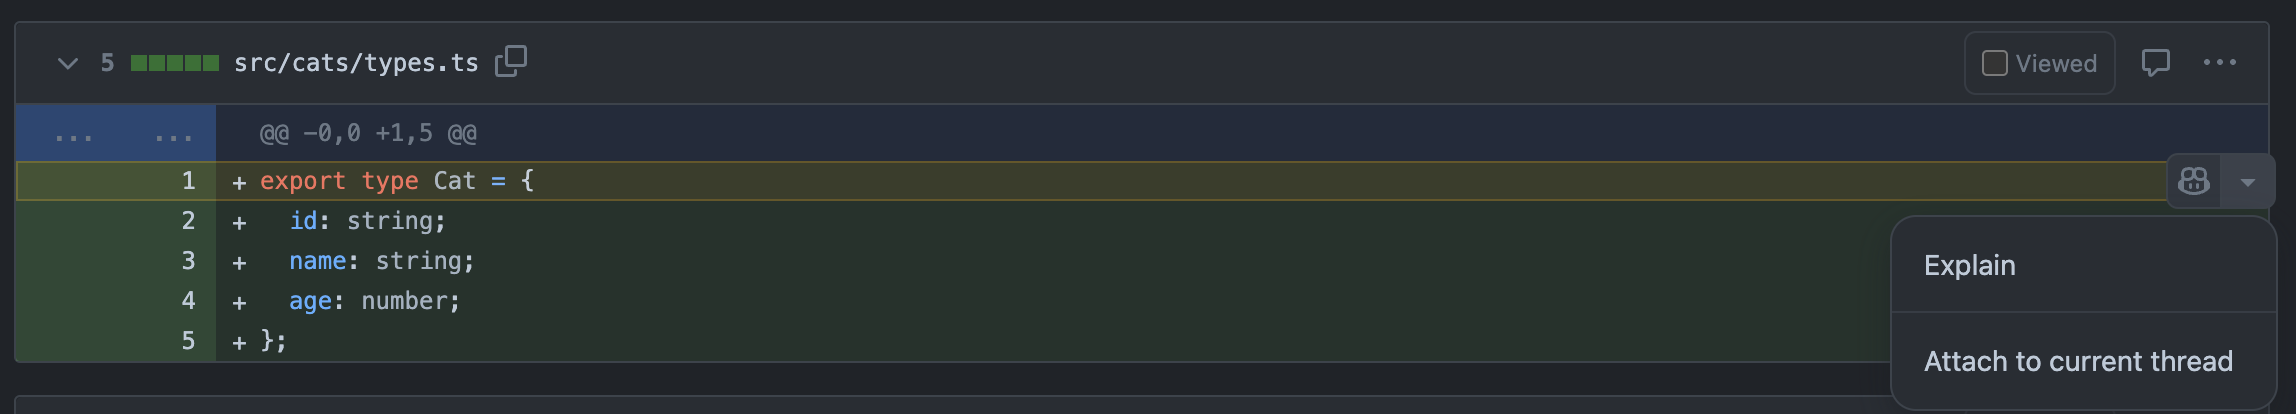 5 src/cats/types.ts Viewed
... ... @@ -0,0 +1,5 @@
1 + export type Cat = {
2 + id: string;
3 + name: string;
4 + age: number;
5 + };
Explain
Attach to current thread